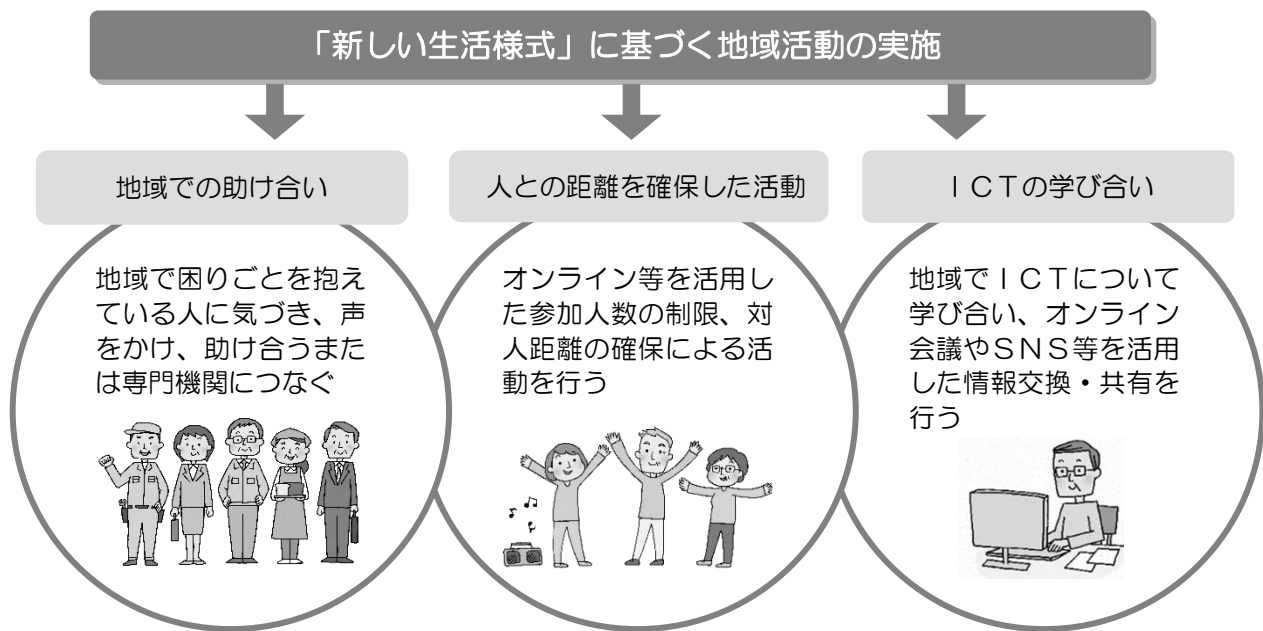 「新しい生活様式」に基づく地域活動の実施
地域での助け合い
地域で困りごとを抱え
ている人に気づき、声
をかけ、助け合うまた
は専門機関につなぐ
人との距離を確保した活動
オンライン等を活用し
た参加人数の制限、対
人距離の確保による活
動を行う
ＩＣＴの学び合い
地域でＩＣＴについて
学び合い、オンライン
会議やＳＮＳ等を活用
した情報交換・共有を
行う